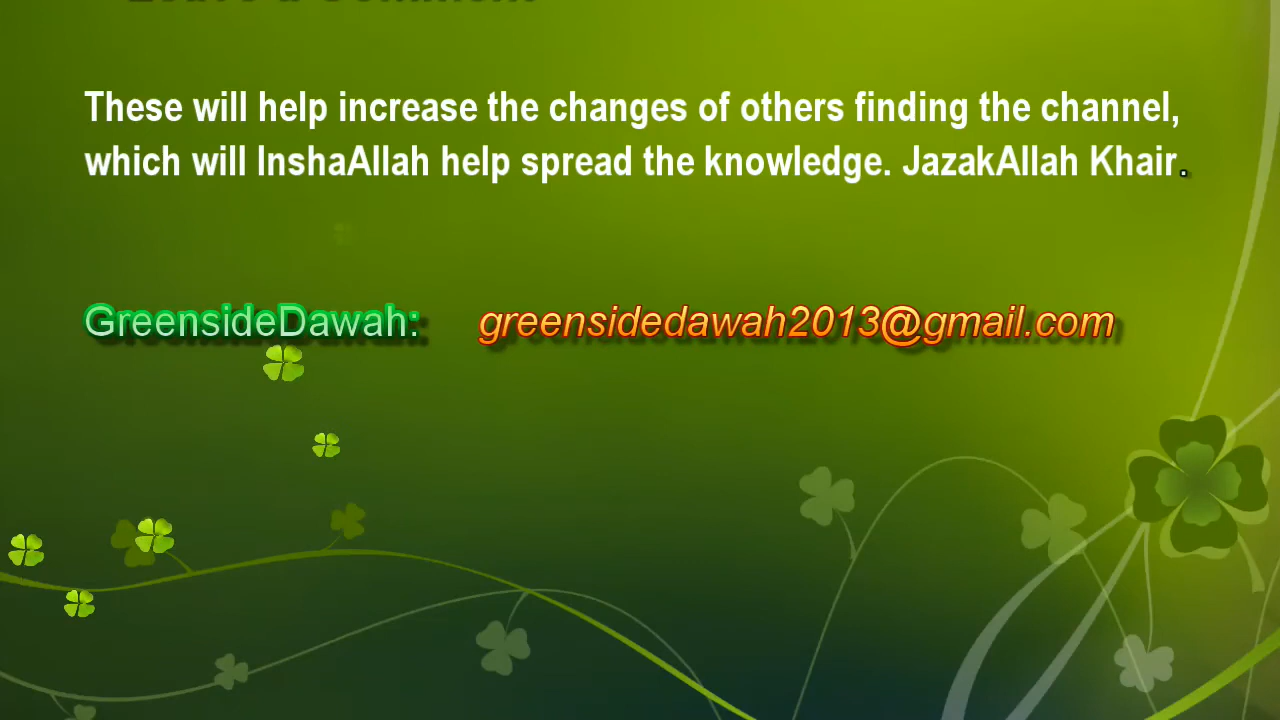 These will help increase the changes of others finding the channel,
which will InshaAllah help spread the knowledge. JazakAllah Khair.
GreensideDawah: greensidedawah2013@gmail.com